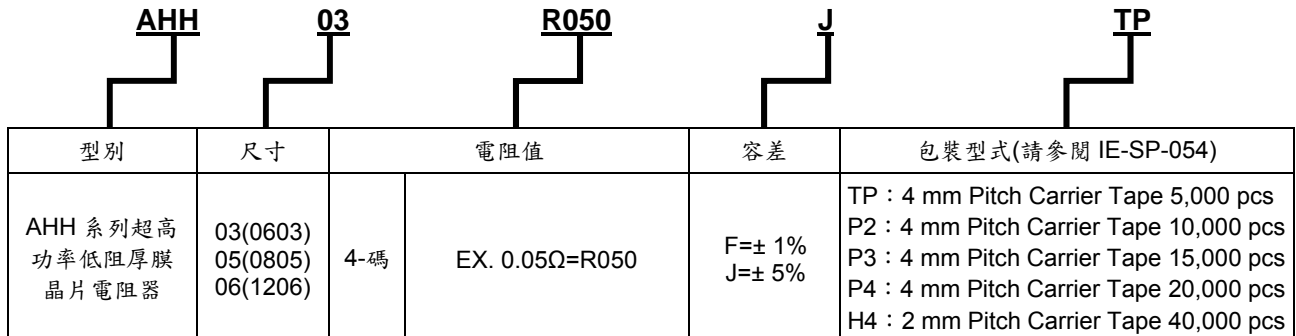 AHH 03 R050 J TP
型別 尺寸 電阻值 容差 包裝型式(請參閱 IE-SP-054)
AHH 系列超高
功率低阻厚膜
晶片電阻器
03(0603)
05(0805)
06(1206)
4-碼
EX. 0.05Ω=R050
F=± 1%
J=± 5%
TP：4 mm Pitch Carrier Tape 5,000 pcs
P2：4 mm Pitch Carrier Tape 10,000 pcs
P3：4 mm Pitch Carrier Tape 15,000 pcs
P4：4 mm Pitch Carrier Tape 20,000 pcs
H4：2 mm Pitch Carrier Tape 40,000 pcs